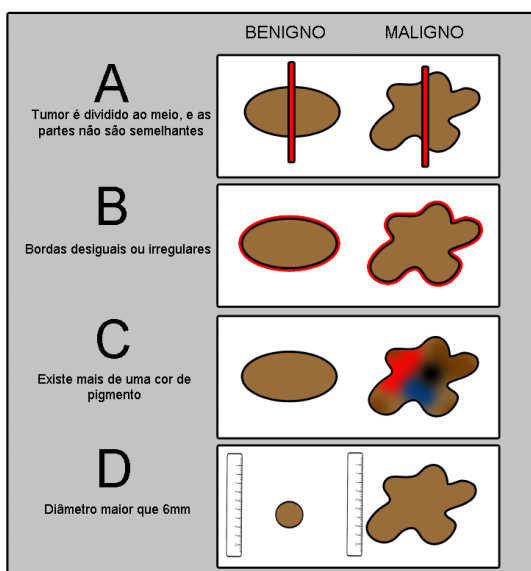 BENIGNO MALIGNO
A
Tumor é dividido ao meio, e as
partes não são semelhantes
B
Bordas desiguais ou irregulares
C
Existe mais de uma cor de
pigmento
D
Diâmetro maior que 6mm